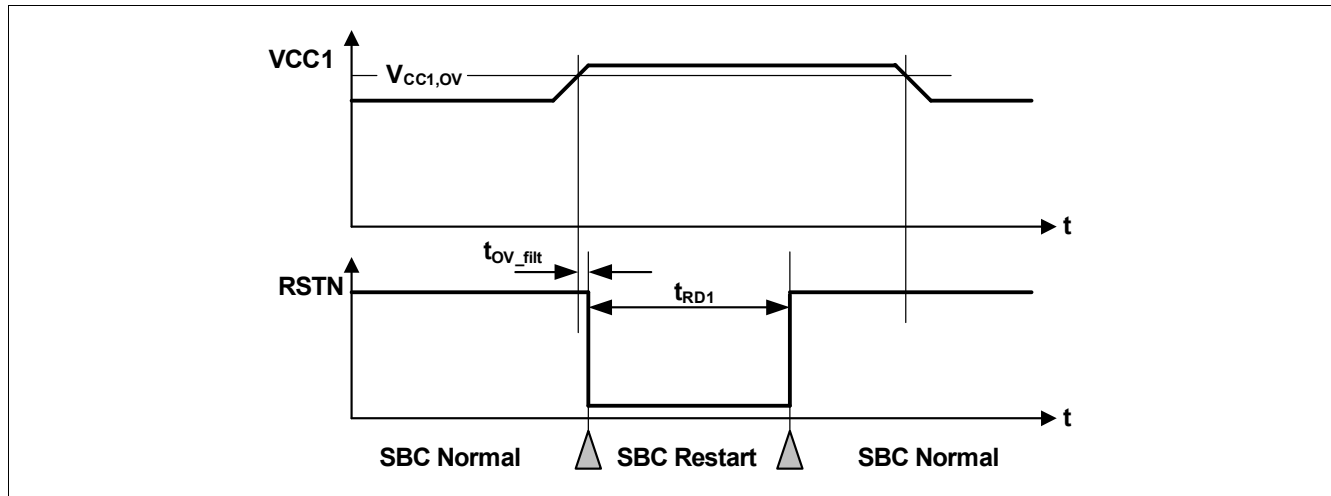 VCC1
VCC1,OV
t
tOV_filt
RSTN
tRD1
t
SBC Normal
SBC Restart
SBC Normal